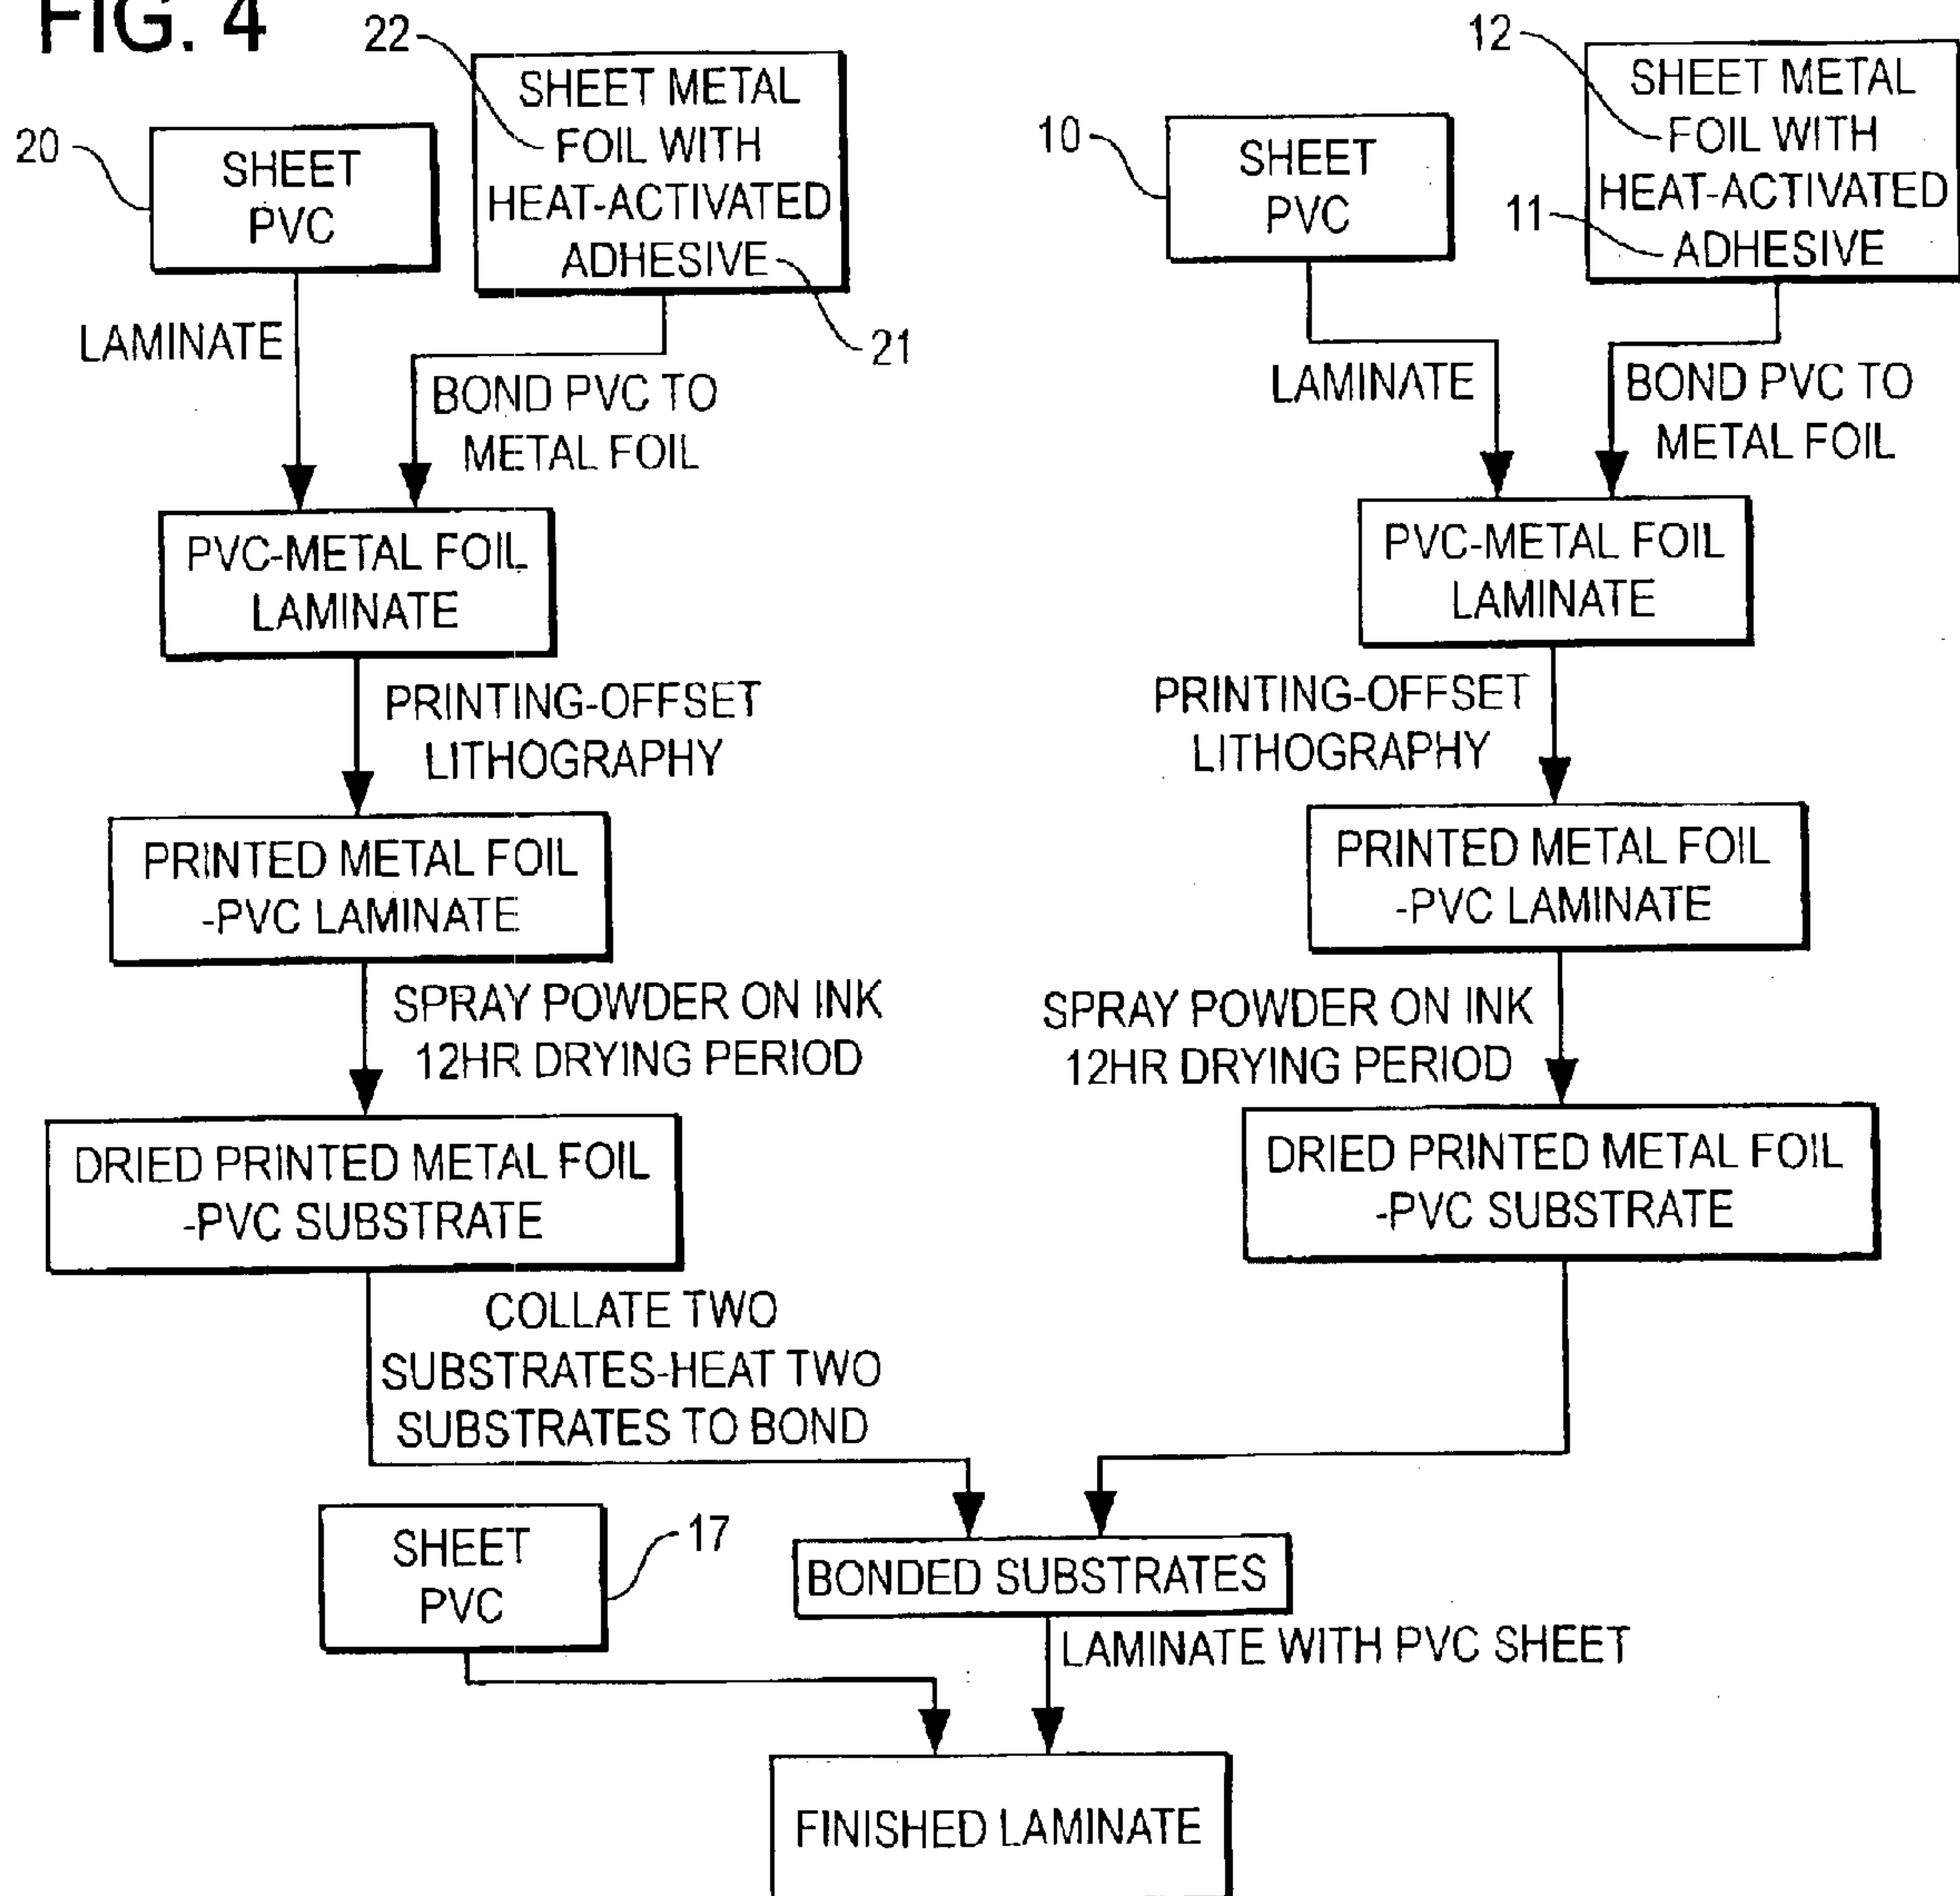 FIG. 4
22
12
SHEET METAL
FOIL WITH
HEAT-ACTIVATED
ADHESIVE
21
20
SHEET
PVC
10
SHEET
PVC
SHEET METAL
FOIL WITH
HEAT-ACTIVATED
ADHESIVE
11
LAMINATE
BOND PVC TO
METAL FOIL
LAMINATE
BOND PVC TO
METAL FOIL
PVC-METAL FOIL
LAMINATE
PVC-METAL FOIL
LAMINATE
PRINTING-OFFSET
LITHOGRAPHY
PRINTING-OFFSET
LITHOGRAPHY
PRINTED METAL FOIL
-PVC LAMINATE
PRINTED METAL FOIL
-PVC LAMINATE
SPRAY POWDER ON INK
12HR DRYING PERIOD
SPRAY POWDER ON INK
12HR DRYING PERIOD
DRIED PRINTED METAL FOIL
-PVC SUBSTRATE
DRIED PRINTED METAL FOIL
-PVC SUBSTRATE
COLLATE TWO
SUBSTRATES-HEAT TWO
SUBSTRATES TO BOND
SHEET
PVC
17
BONDED SUBSTRATES
LAMINATE WITH PVC SHEET
FINISHED LAMINATE